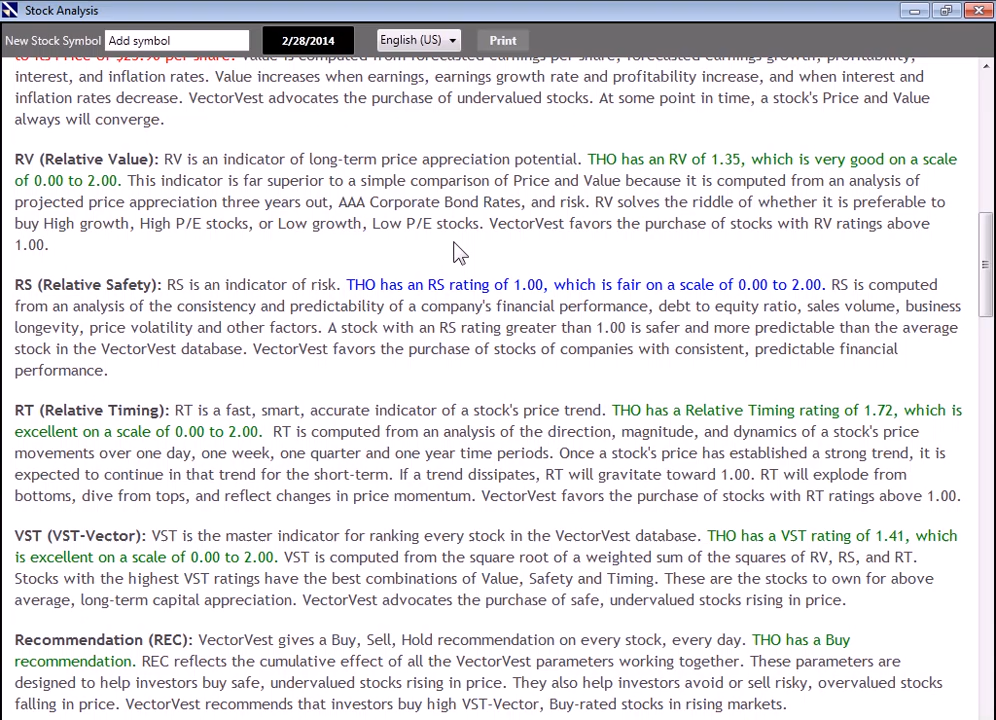 Stock Analysis
New Stock Symbol Add symbol 2/28/2014 English (US) Print
to its Price of $25.90 per share. Value is computed from forecasted earnings per share, forecasted earnings growth, profitability,
interest, and inflation rates. Value increases when earnings, earnings growth rate and profitability increase, and when interest and
inflation rates decrease. VectorVest advocates the purchase of undervalued stocks. At some point in time, a stock's Price and Value
always will converge.
RV (Relative Value): RV is an indicator of long-term price appreciation potential. THO has an RV of 1.35, which is very good on a scale
of 0.00 to 2.00. This indicator is far superior to a simple comparison of Price and Value because it is computed from an analysis of
projected price appreciation three years out, AAA Corporate Bond Rates, and risk. RV solves the riddle of whether it is preferable to
buy High growth, High P/E stocks, or Low growth, Low P/E stocks. VectorVest favors the purchase of stocks with RV ratings above
1.00.
RS (Relative Safety): RS is an indicator of risk. THO has an RS rating of 1.00, which is fair on a scale of 0.00 to 2.00. RS is computed
from an analysis of the consistency and predictability of a company's financial performance, debt to equity ratio, sales volume, business
longevity, price volatility and other factors. A stock with an RS rating greater than 1.00 is safer and more predictable than the average
stock in the VectorVest database. VectorVest favors the purchase of stocks of companies with consistent, predictable financial
performance.
RT (Relative Timing): RT is a fast, smart, accurate indicator of a stock's price trend. THO has a Relative Timing rating of 1.72, which is
excellent on a scale of 0.00 to 2.00. RT is computed from an analysis of the direction, magnitude, and dynamics of a stock's price
movements over one day, one week, one quarter and one year time periods. Once a stock's price has established a strong trend, it is
expected to continue in that trend for the short-term. If a trend dissipates, RT will gravitate toward 1.00. RT will explode from
bottoms, dive from tops, and reflect changes in price momentum. VectorVest favors the purchase of stocks with RT ratings above 1.00.
VST (VST-Vector): VST is the master indicator for ranking every stock in the VectorVest database. THO has a VST rating of 1.41, which
is excellent on a scale of 0.00 to 2.00. VST is computed from the square root of a weighted sum of the squares of RV, RS, and RT.
Stocks with the highest VST ratings have the best combinations of Value, Safety and Timing. These are the stocks to own for above
average, long-term capital appreciation. VectorVest advocates the purchase of safe, undervalued stocks rising in price.
Recommendation (REC): VectorVest gives a Buy, Sell, Hold recommendation on every stock, every day. THO has a Buy
recommendation. REC reflects the cumulative effect of all the VectorVest parameters working together. These parameters are
designed to help investors buy safe, undervalued stocks rising in price. They also help investors avoid or sell risky, overvalued stocks
falling in price. VectorVest recommends that investors buy high VST-Vector, Buy-rated stocks in rising markets.